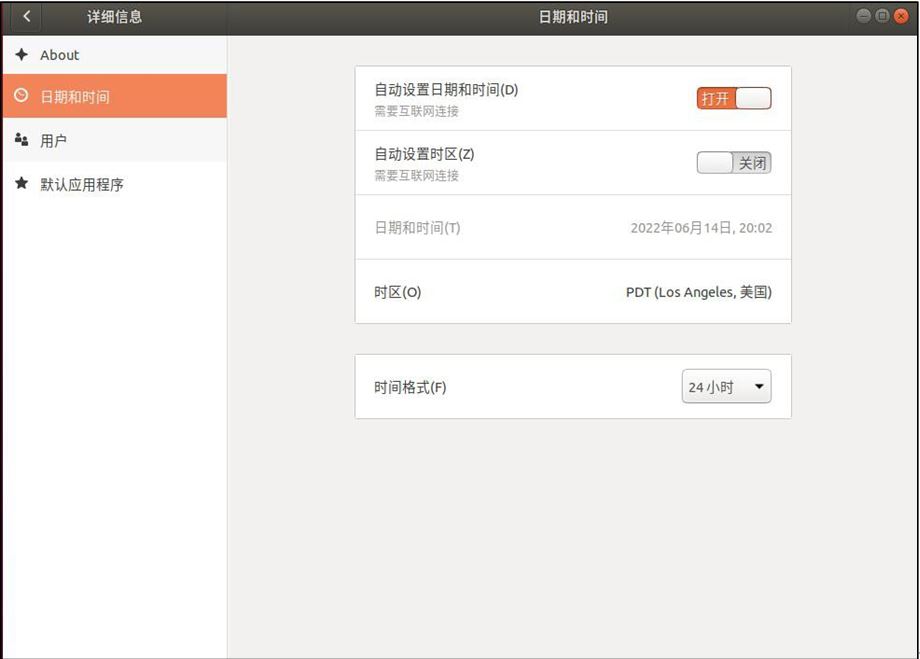 详细信息
日期和时间
About
日期和时间
用户
默认应用程序
自动设置日期和时间(D)
需要互联网连接
打开
自动设置时区(Z)
需要互联网连接
关闭
日期和时间(T)
2022年06月14日, 20:02
时区(O)
PDT (Los Angeles, 美国)
时间格式(F)
24 小时